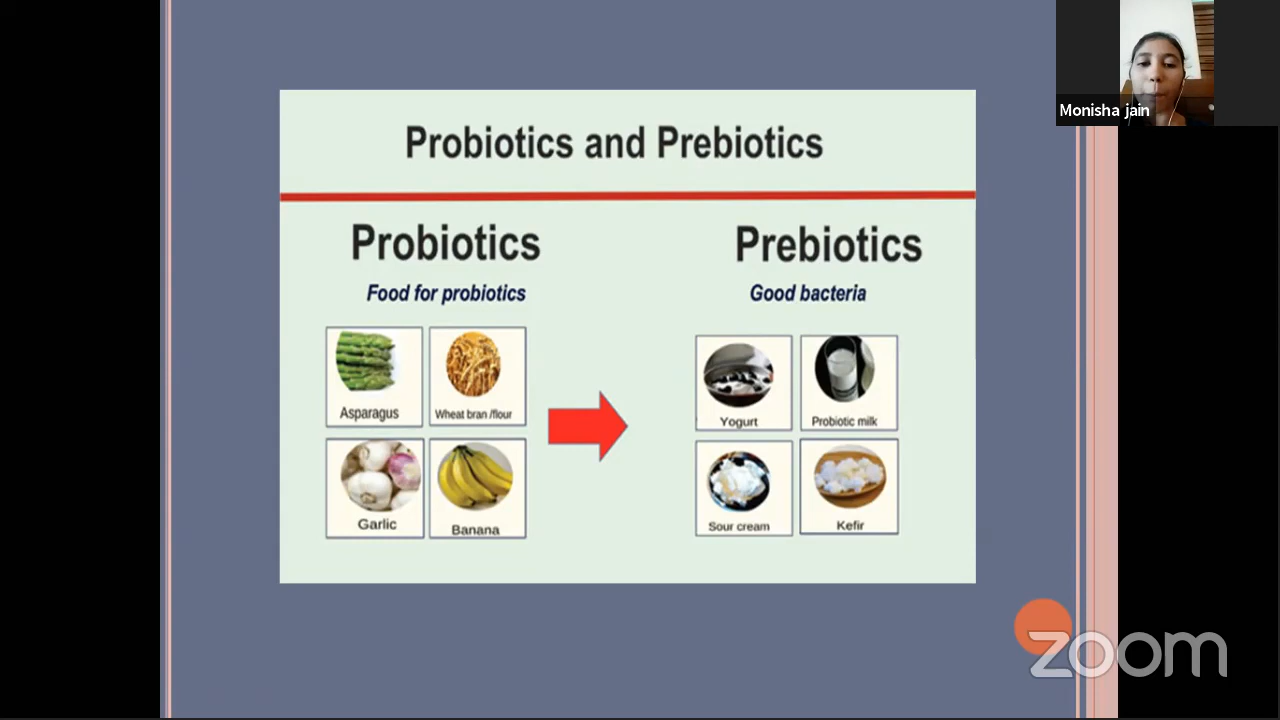 Monisha jain
Probiotics and Prebiotics
Probiotics
Food for probiotics
Asparagus
Wheat bran /flour
Garlic
Banana
Prebiotics
Good bacteria
Yogurt
Probiotic milk
Sour cream
Kefir
zoom